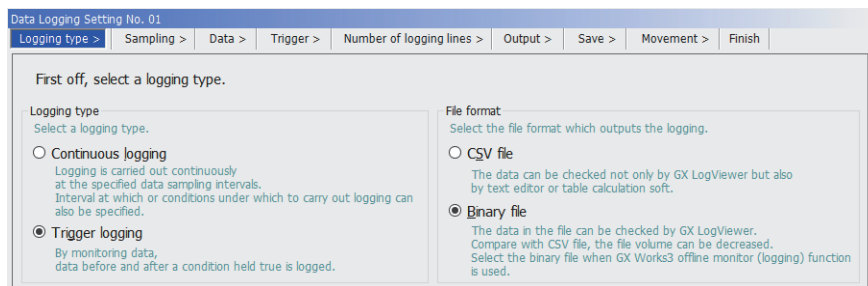 Data Logging Setting No. 01
Logging type > Sampling > Data > Trigger > Number of logging lines > Output > Save > Movement > Finish
First off, select a logging type.
Logging type
Select a logging type.
Continuous logging
Logging is carried out continuously
at the specified data sampling intervals.
Interval at which or conditions under which to carry out logging can
also be specified.
Trigger logging
By monitoring data,
data before and after a condition held true is logged.
File format
Select the file format which outputs the logging.
CSV file
The data can be checked not only by GX LogViewer but also
by text editor or table calculation soft.
Binary file
The data in the file can be checked by GX LogViewer.
Compare with CSV file, the file volume can be decreased.
Select the binary file when GX Works3 offline monitor (logging) function
is used.